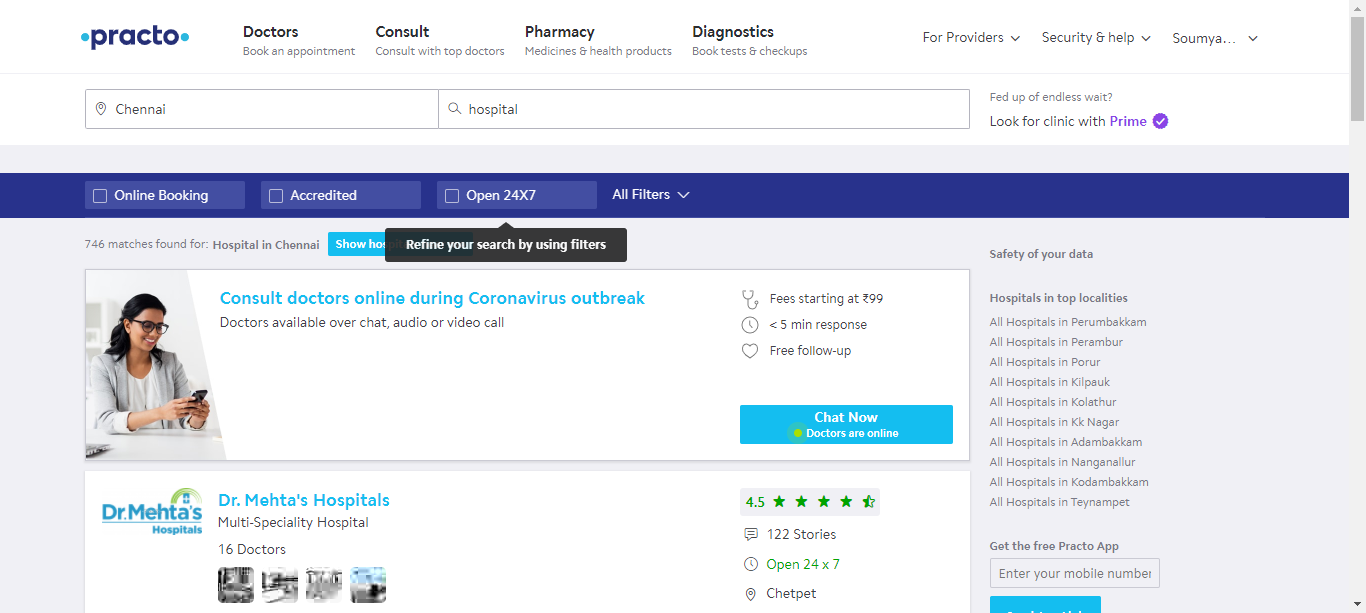 practo
Doctors
Book an appointment
Consult
Consult with top doctors
Pharmacy
Medicines & health products
Diagnostics
Book tests & checkups
For Providers
Security & help
Soumya...
Chennai
hospital
Fed up of endless wait?
Look for clinic with Prime
Online Booking
Accredited
Open 24X7
All Filters
746 matches found for: Hospital in Chennai
Show
Refine your search by using filters
Consult doctors online during Coronavirus outbreak
Doctors available over chat, audio or video call
Fees starting at ₹99
< 5 min response
Free follow-up
Chat Now
Doctors are online
Dr.Mehta's
Hospitals
Dr. Mehta's Hospitals
Multi-Speciality Hospital
16 Doctors
4.5
122 Stories
Open 24 x 7
Chetpet
Safety of your data
Hospitals in top localities
All Hospitals in Perumbakkam
All Hospitals in Perambur
All Hospitals in Porur
All Hospitals in Kilpauk
All Hospitals in Kolathur
All Hospitals in Kk Nagar
All Hospitals in Adambakkam
All Hospitals in Nanganallur
All Hospitals in Kodambakkam
All Hospitals in Teynampet
Get the free Practo App
Enter your mobile number